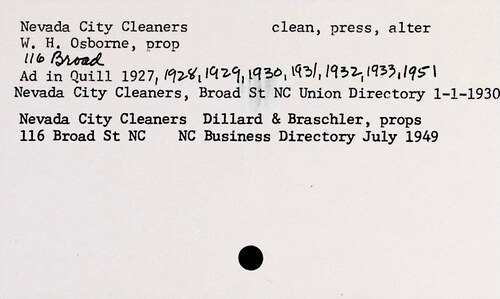 Nevada City Cleaners clean, press, alter
W. H. Osborne, prop
116 Broad
Ad in Quill 1927, 1928, 1929, 1930, 1931, 1932, 1933, 1951
Nevada City Cleaners, Broad St NC Union Directory 1-1-1930
Nevada City Cleaners Dillard & Braschler, props
116 Broad St NC NC Business Directory July 1949